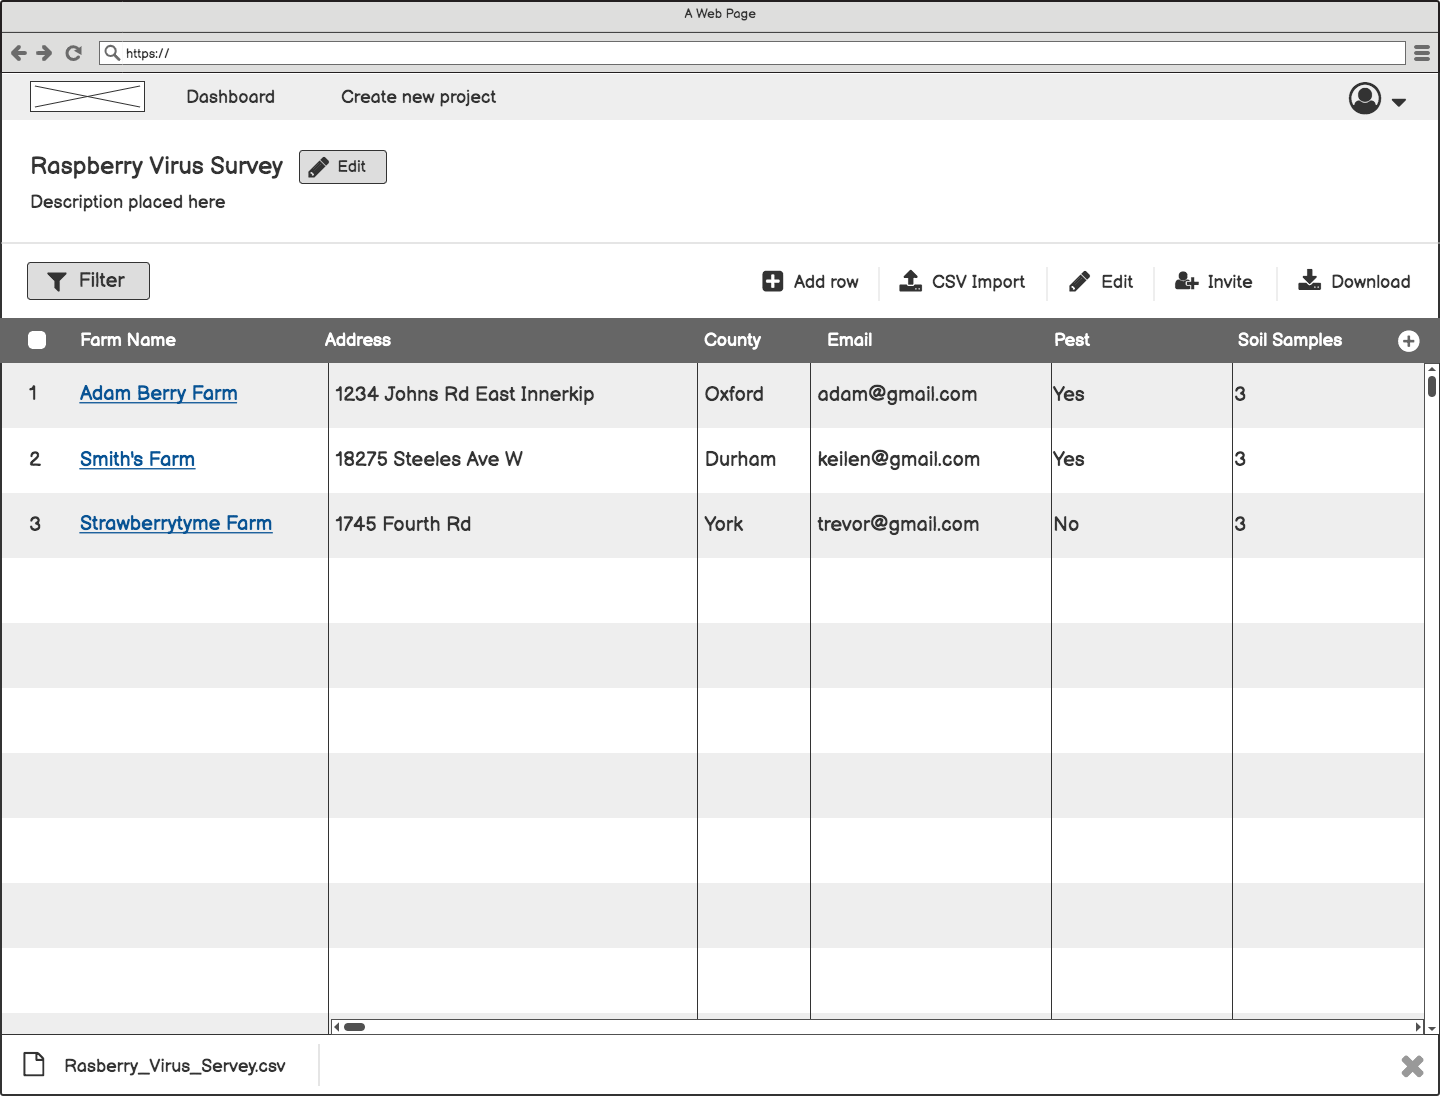 A Web Page
https://
Dashboard Create new project
Raspberry Virus Survey Edit
Description placed here
Filter Add row CSV Import Edit Invite Download
Farm Name Address County Email Pest Soil Samples
1 Adam Berry Farm 1234 Johns Rd East Innerkip Oxford adam@gmail.com Yes 3
2 Smith's Farm 18275 Steeles Ave W Durham keilen@gmail.com Yes 3
3 Strawberrytyme Farm 1745 Fourth Rd York trevor@gmail.com No 3
Rasberry_Virus_Servey.csv